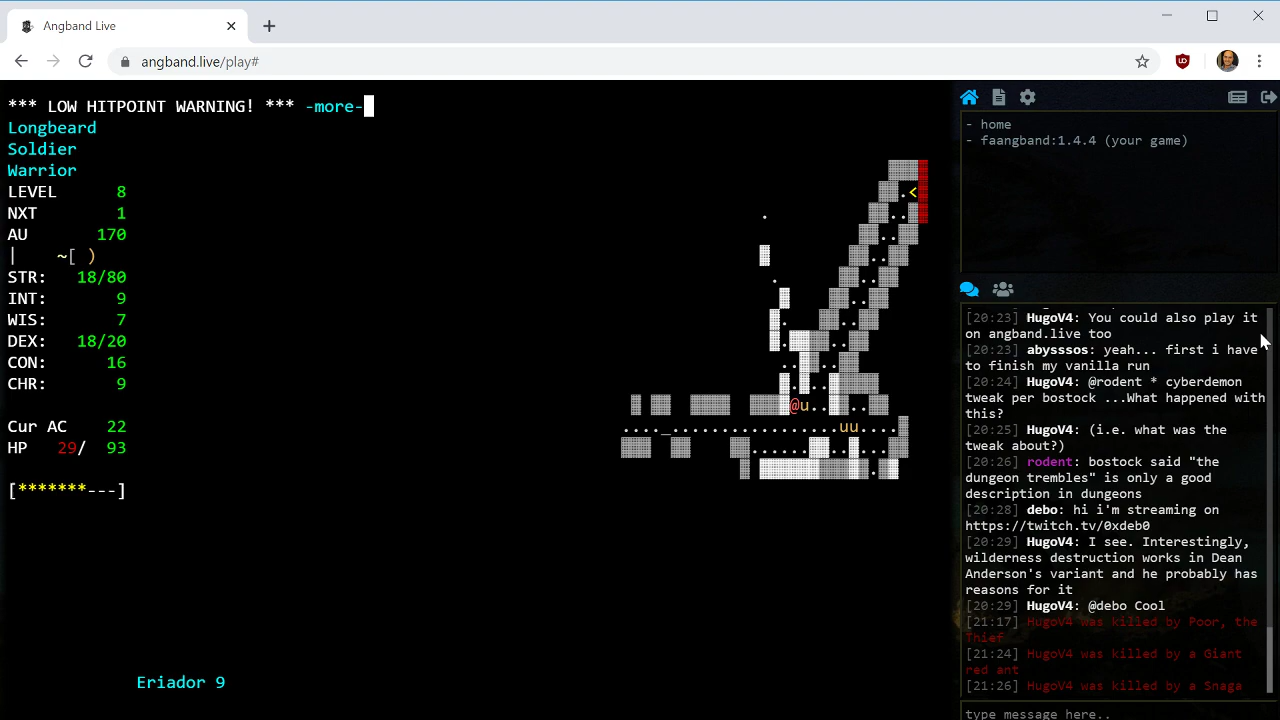 Angband Live
angband.live/play#
*** LOW HITPOINT WARNING! *** -more-
Longbeard
Soldier
Warrior
LEVEL 8
NXT 1
AU 170
| ~[ )
STR: 18/80
INT: 9
WIS: 7
DEX: 18/20
CON: 16
CHR: 9
Cur AC 22
HP 29/ 93
[*******---]
<
@u
_
uu
Eriador 9
- home
- faangband:1.4.4 (your game)
[20:23] HugoV4: You could also play it
on angband.live too
[20:23] abysssos: yeah... first i have
to finish my vanilla run
[20:24] HugoV4: @rodent * cyberdemon
tweak per bostock ...What happened with
this?
[20:25] HugoV4: (i.e. what was the
tweak about?)
[20:26] rodent: bostock said "the
dungeon trembles" is only a good
description in dungeons
[20:28] debo: hi i'm streaming on
https://twitch.tv/0xdeb0
[20:29] HugoV4: I see. Interestingly,
wilderness destruction works in Dean
Anderson's variant and he probably has
reasons for it
[20:29] HugoV4: @debo Cool
[21:17] HugoV4 was killed by Poor, the
Thief
[21:24] HugoV4 was killed by a Giant
red ant
[21:26] HugoV4 was killed by a Snaga
type message here..